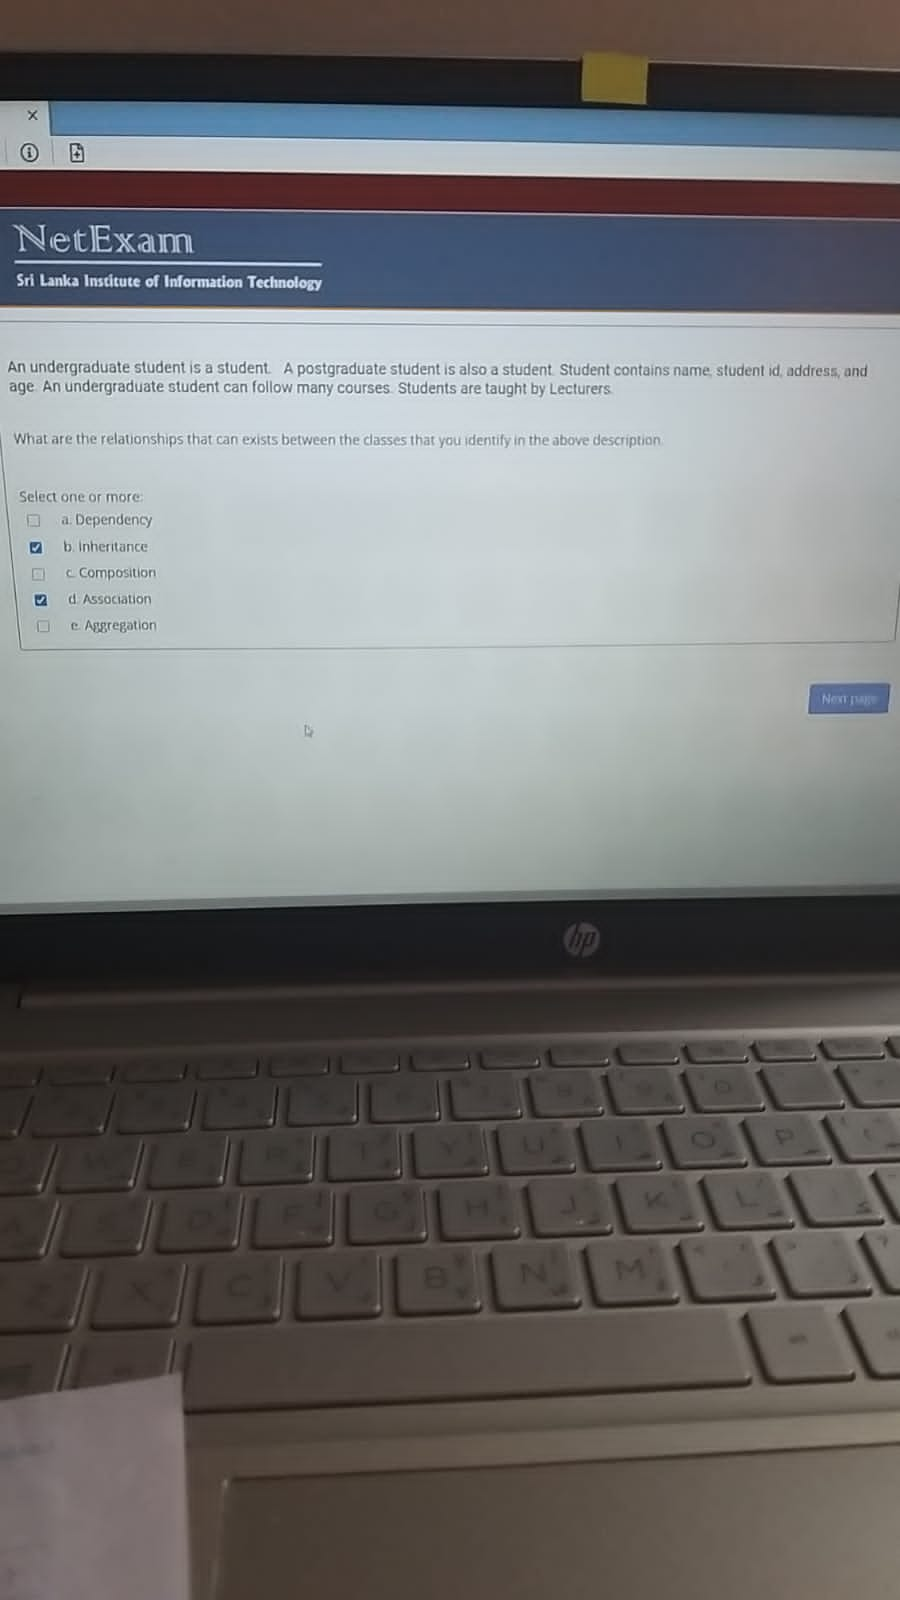 NetExam
Sri Lanka Institute of Information Technology
An undergraduate student is a student. A postgraduate student is also a student. Student contains name, student id, address, and
age. An undergraduate student can follow many courses. Students are taught by Lecturers.
What are the relationships that can exists between the classes that you identify in the above description.
Select one or more:
a. Dependency
b. Inheritance
c. Composition
d. Association
e. Aggregation
Next page
hp
Y U I O P
D F G H J K L
X C V B N M